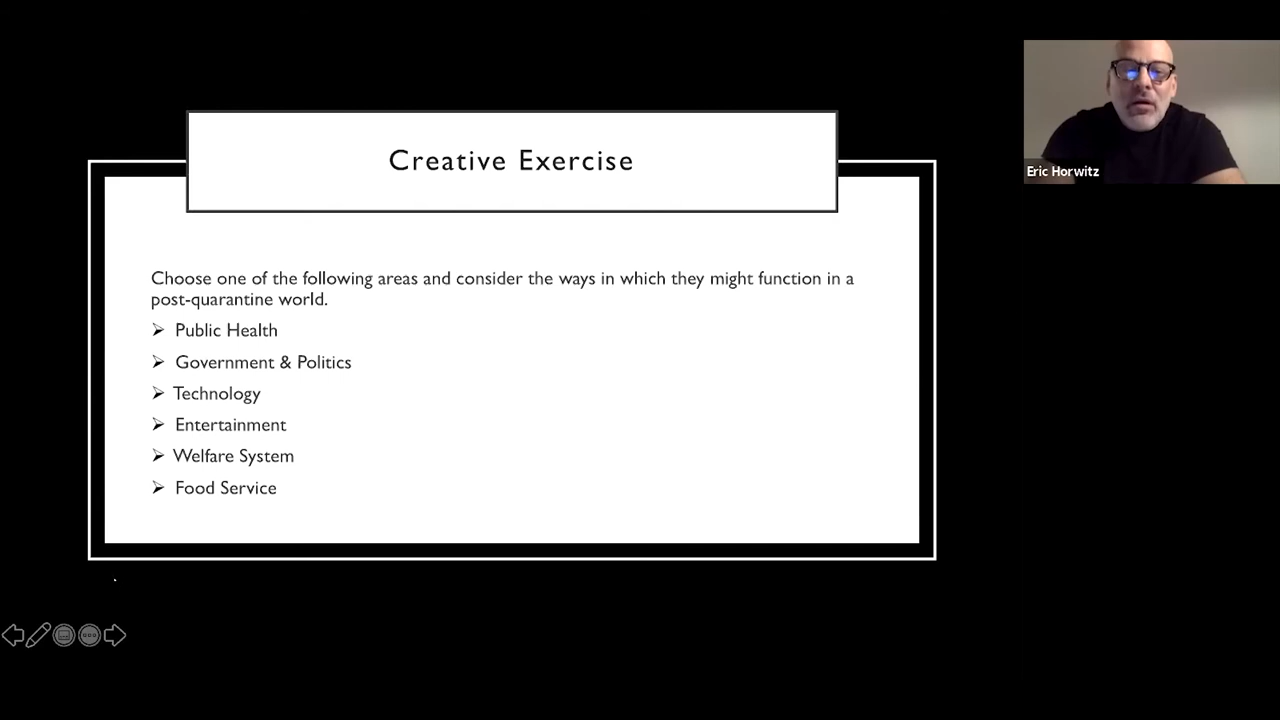 Creative Exercise
Choose one of the following areas and consider the ways in which they might function in a
post-quarantine world.
➢ Public Health
➢ Government & Politics
➢ Technology
➢ Entertainment
➢ Welfare System
➢ Food Service
Eric Horwitz